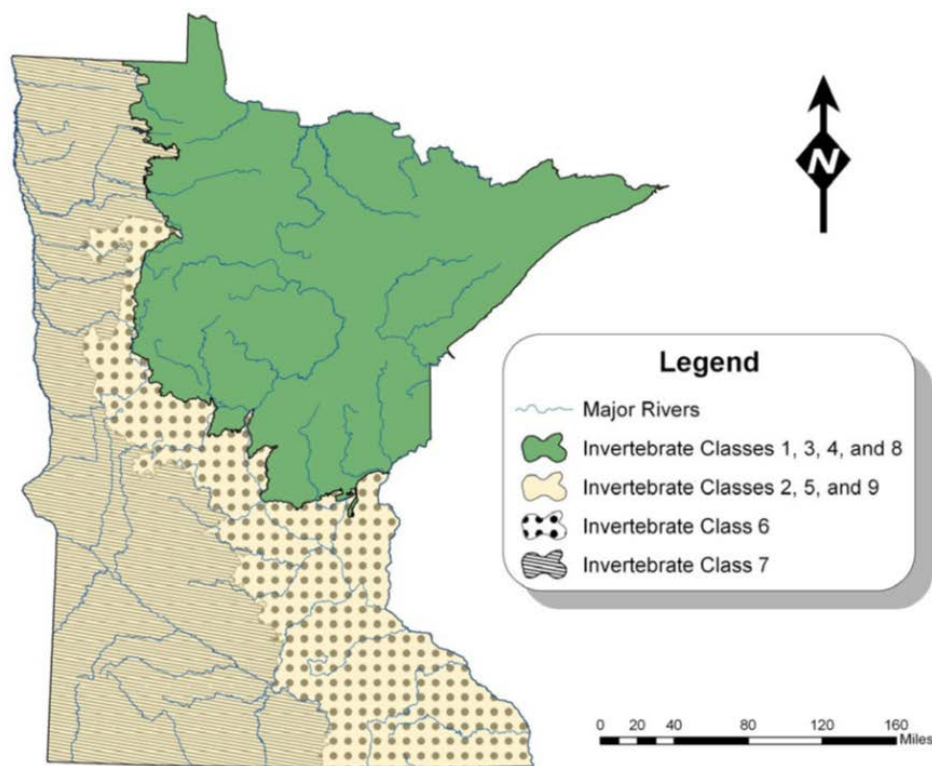 N
Legend
Major Rivers
Invertebrate Classes 1, 3, 4, and 8
Invertebrate Classes 2, 5, and 9
Invertebrate Class 6
Invertebrate Class 7
0 20 40 80 120 160
Miles